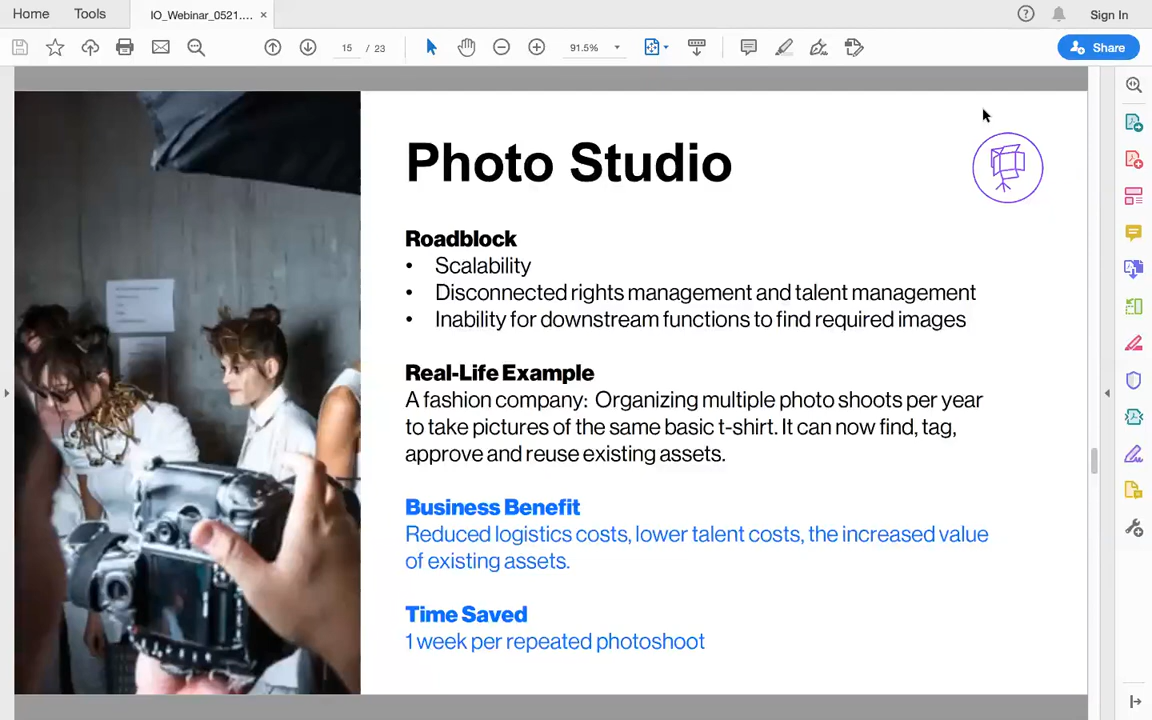 Home
Tools
IO_Webinar_0521.... ×
? Sign In
15 / 23
91.5%
Share
Photo Studio
Roadblock
• Scalability
• Disconnected rights management and talent management
• Inability for downstream functions to find required images
Real-Life Example
A fashion company: Organizing multiple photo shoots per year
to take pictures of the same basic t-shirt. It can now find, tag,
approve and reuse existing assets.
Business Benefit
Reduced logistics costs, lower talent costs, the increased value
of existing assets.
Time Saved
1 week per repeated photoshoot